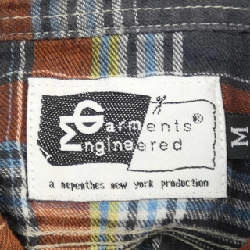 Garments®
Engineered
a nepenthes new york production
M